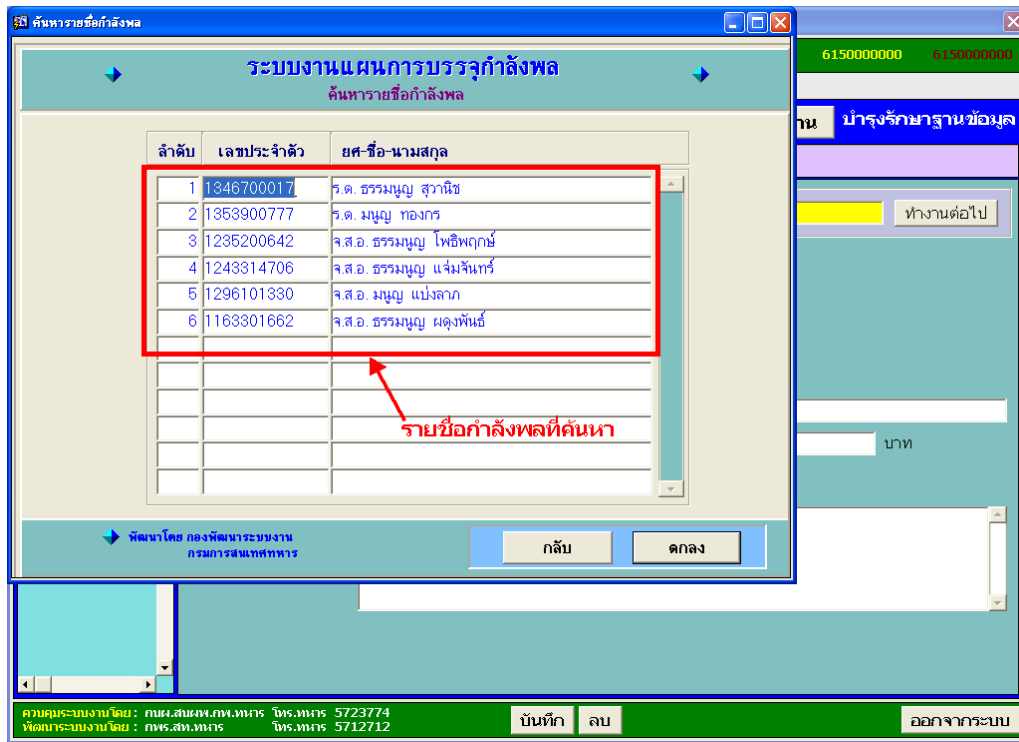 ค้นหารายชื่อกำลังพล
6150000000 6150000000
ระบบงานแผนการบรรจุกำลังพล
ค้นหารายชื่อกำลังพล
าน บำรุงรักษาฐานข้อมูล
ลำดับ เลขประจำตัว ยศ-ชื่อ-นามสกุล
1 1346700017 ร.ต. ธรรมนูญ สุวานิช
2 1353900777 ร.ต. มนูญ ทองกร
ทำงานต่อไป
3 1235200642 จ.ส.อ. ธรรมนูญ โพธิพฤกษ์
4 1243314706 จ.ส.อ. ธรรมนูญ แจ่มจันทร์
5 1296101330 จ.ส.อ. มนูญ แบ่งลาภ
6 1163301662 จ.ส.อ. ธรรมนูญ ผดุงพันธ์
รายชื่อกำลังพลที่ค้นหา
บาท
พัฒนาโดย กองพัฒนาระบบงาน
กรมการสนเทศทหาร
กลับ ตกลง
ควบคุมระบบงานโดย : กนผ.สนผพ.กพ.ทหาร โทร.ทหาร 5723774
พัฒนาระบบงานโดย : กพร.สท.ทหาร โทร.ทหาร 5712712
บันทึก ลบ ออกจากระบบ